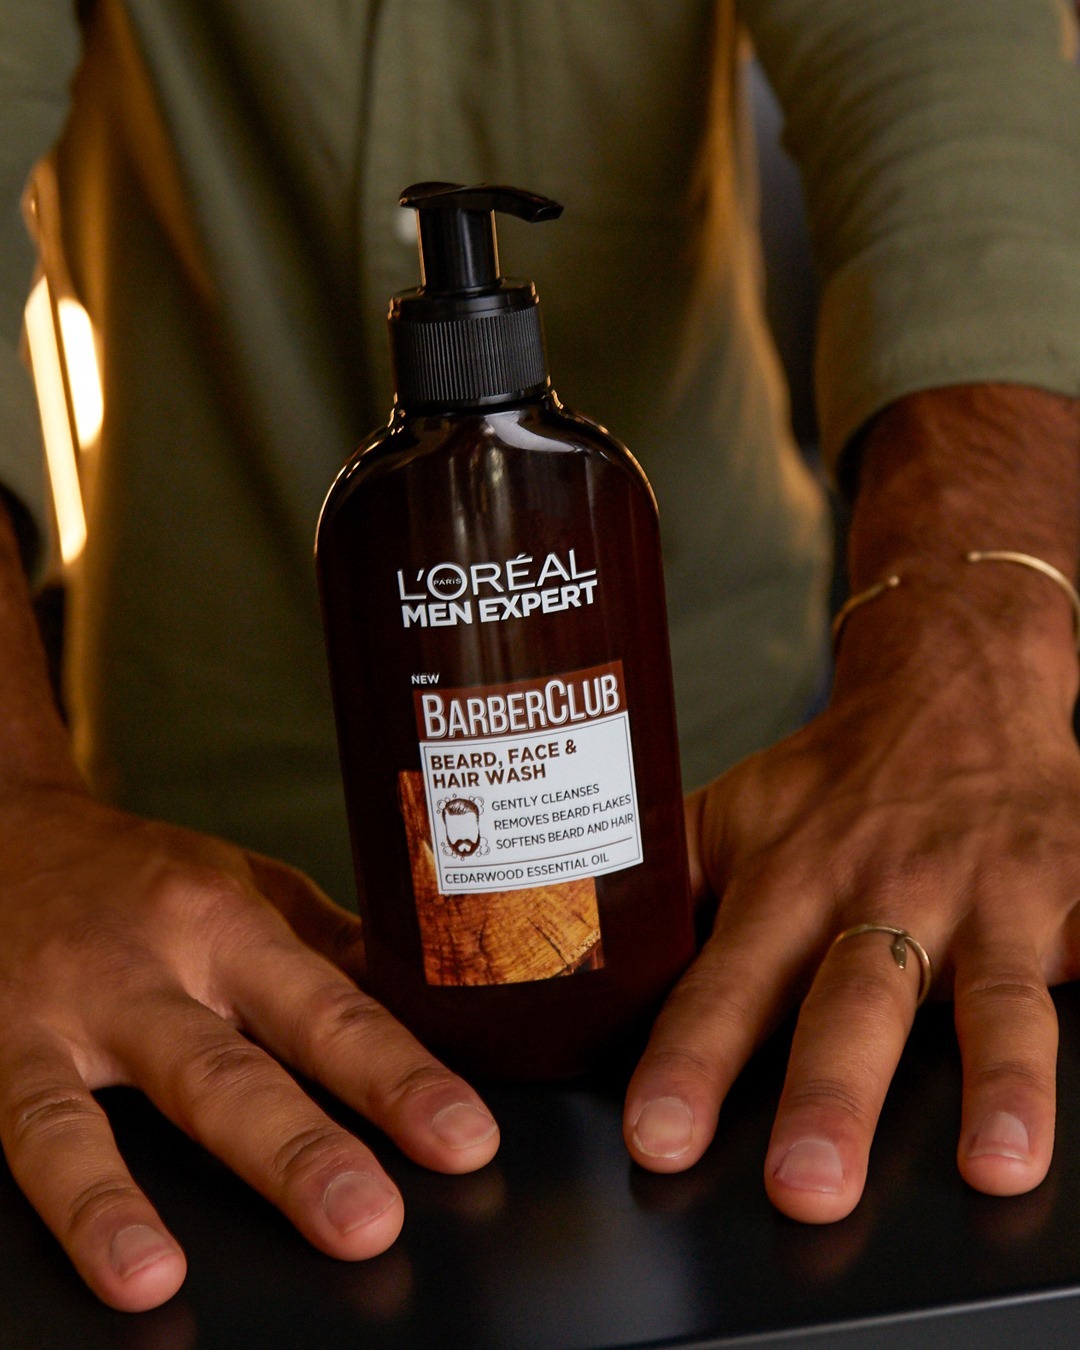 L'ORÉAL
PARIS
MEN EXPERT
NEW
BARBERCLUB
BEARD, FACE &
HAIR WASH
GENTLY CLEANSES
REMOVES BEARD FLAKES
SOFTENS BEARD AND HAIR
CEDARWOOD ESSENTIAL OIL